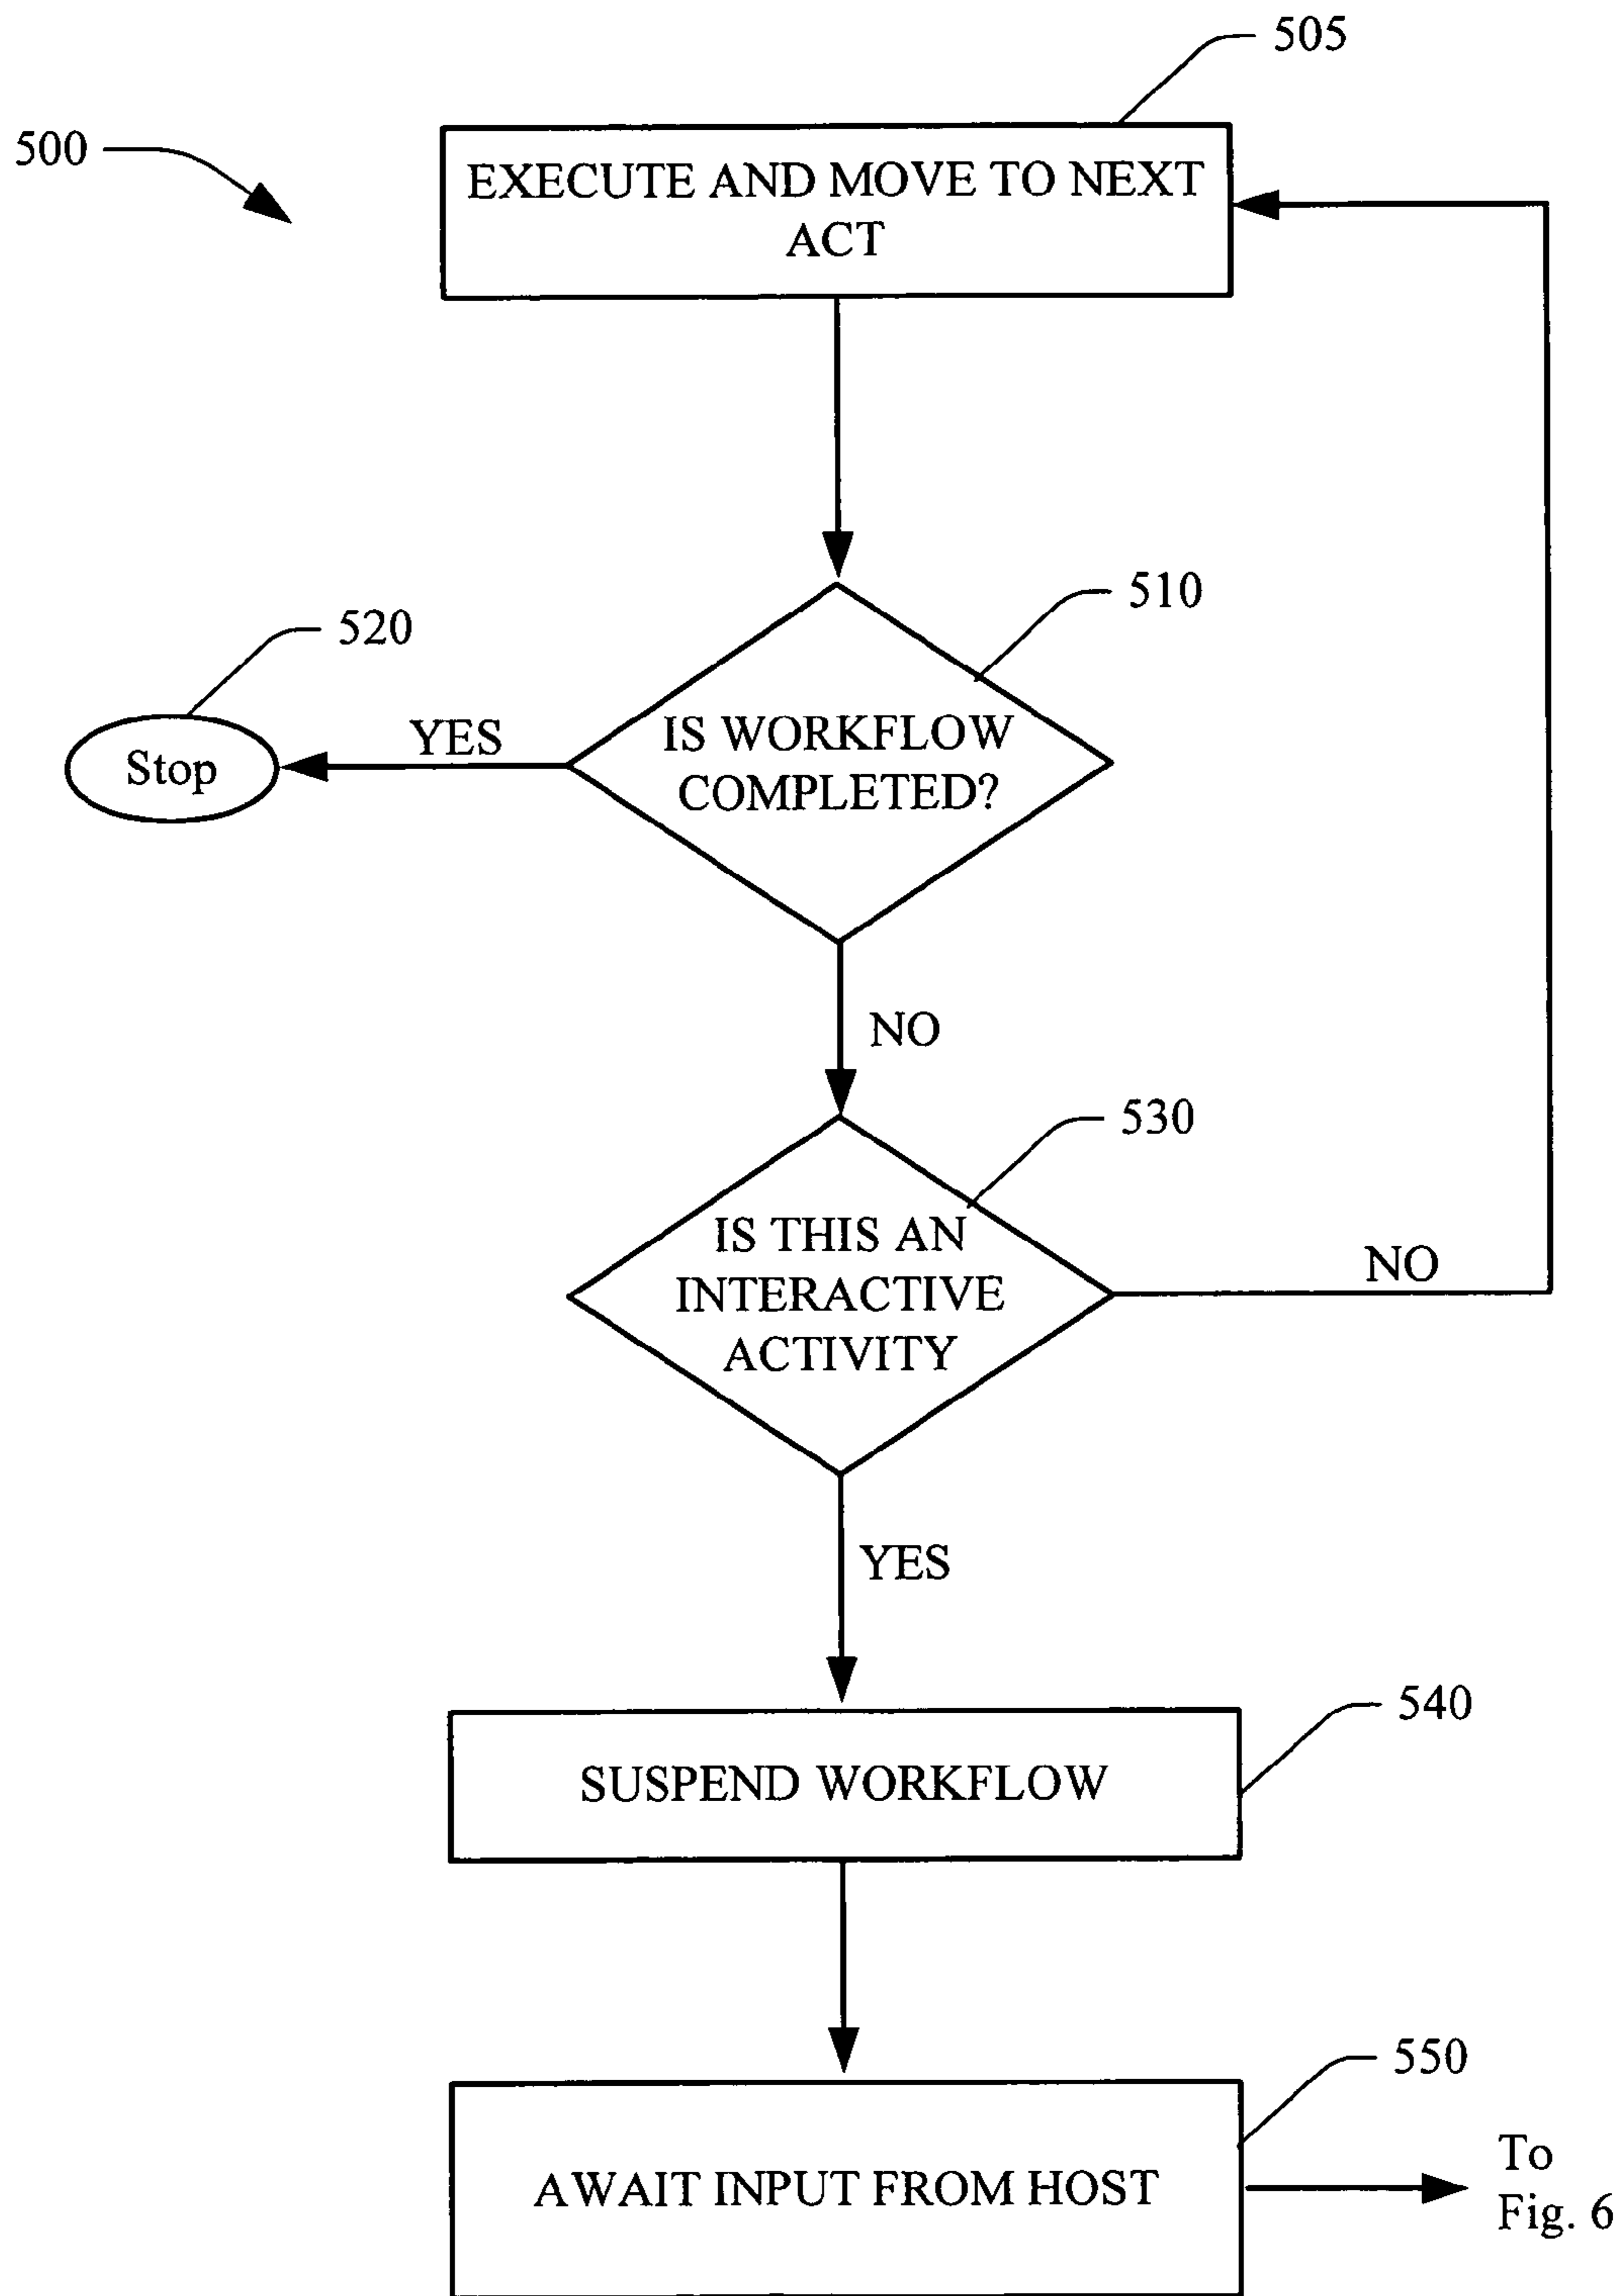 505
500
EXECUTE AND MOVE TO NEXT
ACT
510
520
YES
Stop
IS WORKFLOW
COMPLETED?
NO
530
IS THIS AN
INTERACTIVE
ACTIVITY
NO
YES
540
SUSPEND WORKFLOW
550
AWAIT INPUT FROM HOST
To
Fig. 6